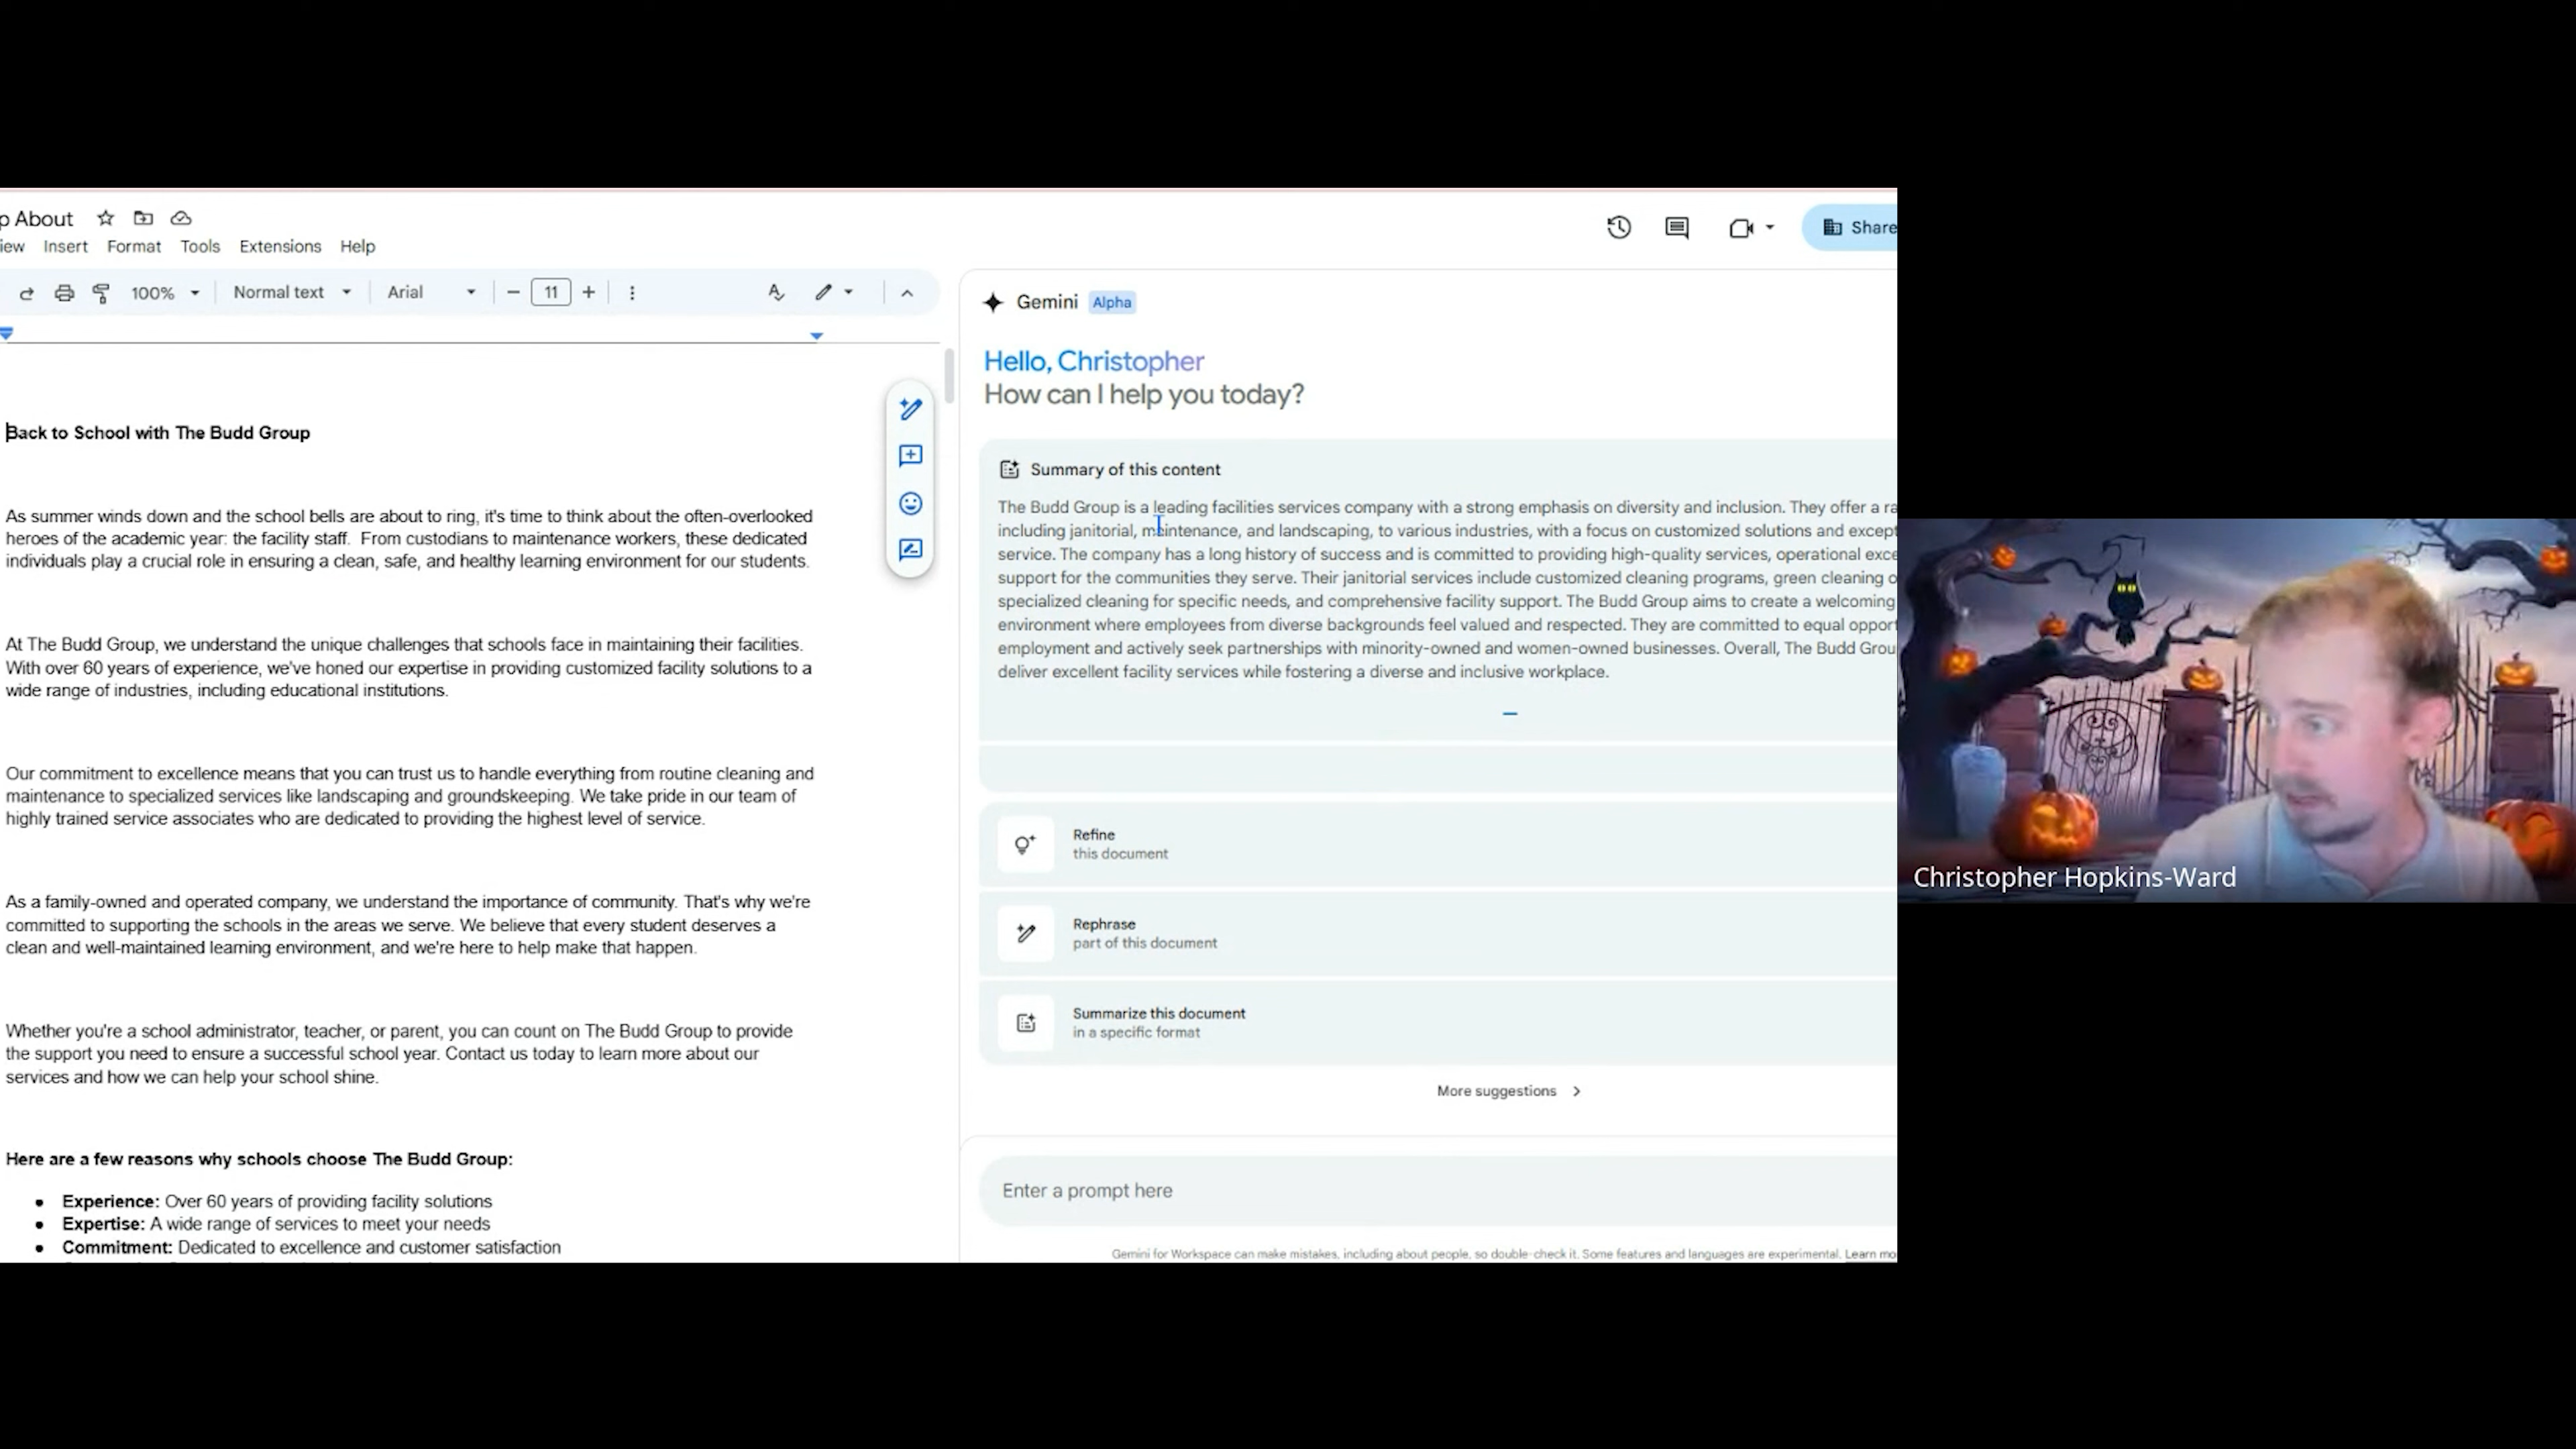 p About
iew Insert Format Tools Extensions Help
Share
100% Normal text Arial 11
Back to School with The Budd Group
As summer winds down and the school bells are about to ring, it's time to think about the often-overlooked
heroes of the academic year: the facility staff. From custodians to maintenance workers, these dedicated
individuals play a crucial role in ensuring a clean, safe, and healthy learning environment for our students.
At The Budd Group, we understand the unique challenges that schools face in maintaining their facilities.
With over 60 years of experience, we've honed our expertise in providing customized facility solutions to a
wide range of industries, including educational institutions.
Our commitment to excellence means that you can trust us to handle everything from routine cleaning and
maintenance to specialized services like landscaping and groundskeeping. We take pride in our team of
highly trained service associates who are dedicated to providing the highest level of service.
As a family-owned and operated company, we understand the importance of community. That's why we're
committed to supporting the schools in the areas we serve. We believe that every student deserves a
clean and well-maintained learning environment, and we're here to help make that happen.
Whether you're a school administrator, teacher, or parent, you can count on The Budd Group to provide
the support you need to ensure a successful school year. Contact us today to learn more about our
services and how we can help your school shine.
Here are a few reasons why schools choose The Budd Group:
• Experience: Over 60 years of providing facility solutions
• Expertise: A wide range of services to meet your needs
• Commitment: Dedicated to excellence and customer satisfaction
Gemini Alpha
Hello, Christopher
How can I help you today?
Summary of this content
The Budd Group is a leading facilities services company with a strong emphasis on diversity and inclusion. They offer a ra
including janitorial, maintenance, and landscaping, to various industries, with a focus on customized solutions and except
service. The company has a long history of success and is committed to providing high-quality services, operational exce
support for the communities they serve. Their janitorial services include customized cleaning programs, green cleaning o
specialized cleaning for specific needs, and comprehensive facility support. The Budd Group aims to create a welcoming
environment where employees from diverse backgrounds feel valued and respected. They are committed to equal opport
employment and actively seek partnerships with minority-owned and women-owned businesses. Overall, The Budd Grou
deliver excellent facility services while fostering a diverse and inclusive workplace.
Refine
this document
Rephrase
part of this document
Summarize this document
in a specific format
More suggestions
Enter a prompt here
Gemini for Workspace can make mistakes, including about people, so double-check it. Some features and languages are experimental. Learn mo
Christopher Hopkins-Ward